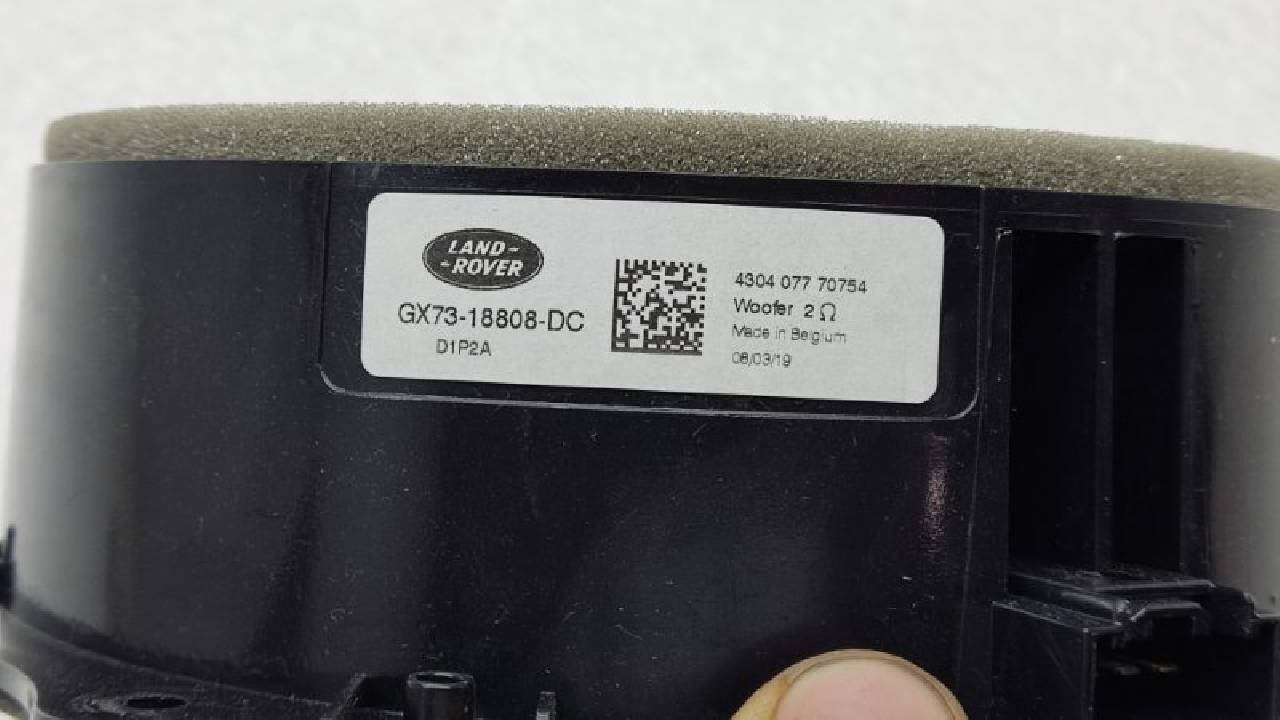 LAND-
-ROVER
GX73-18808-DC
D1P2A
4304 077 70754
Woofer 2 Ω
Made in Belgium
08/03/19